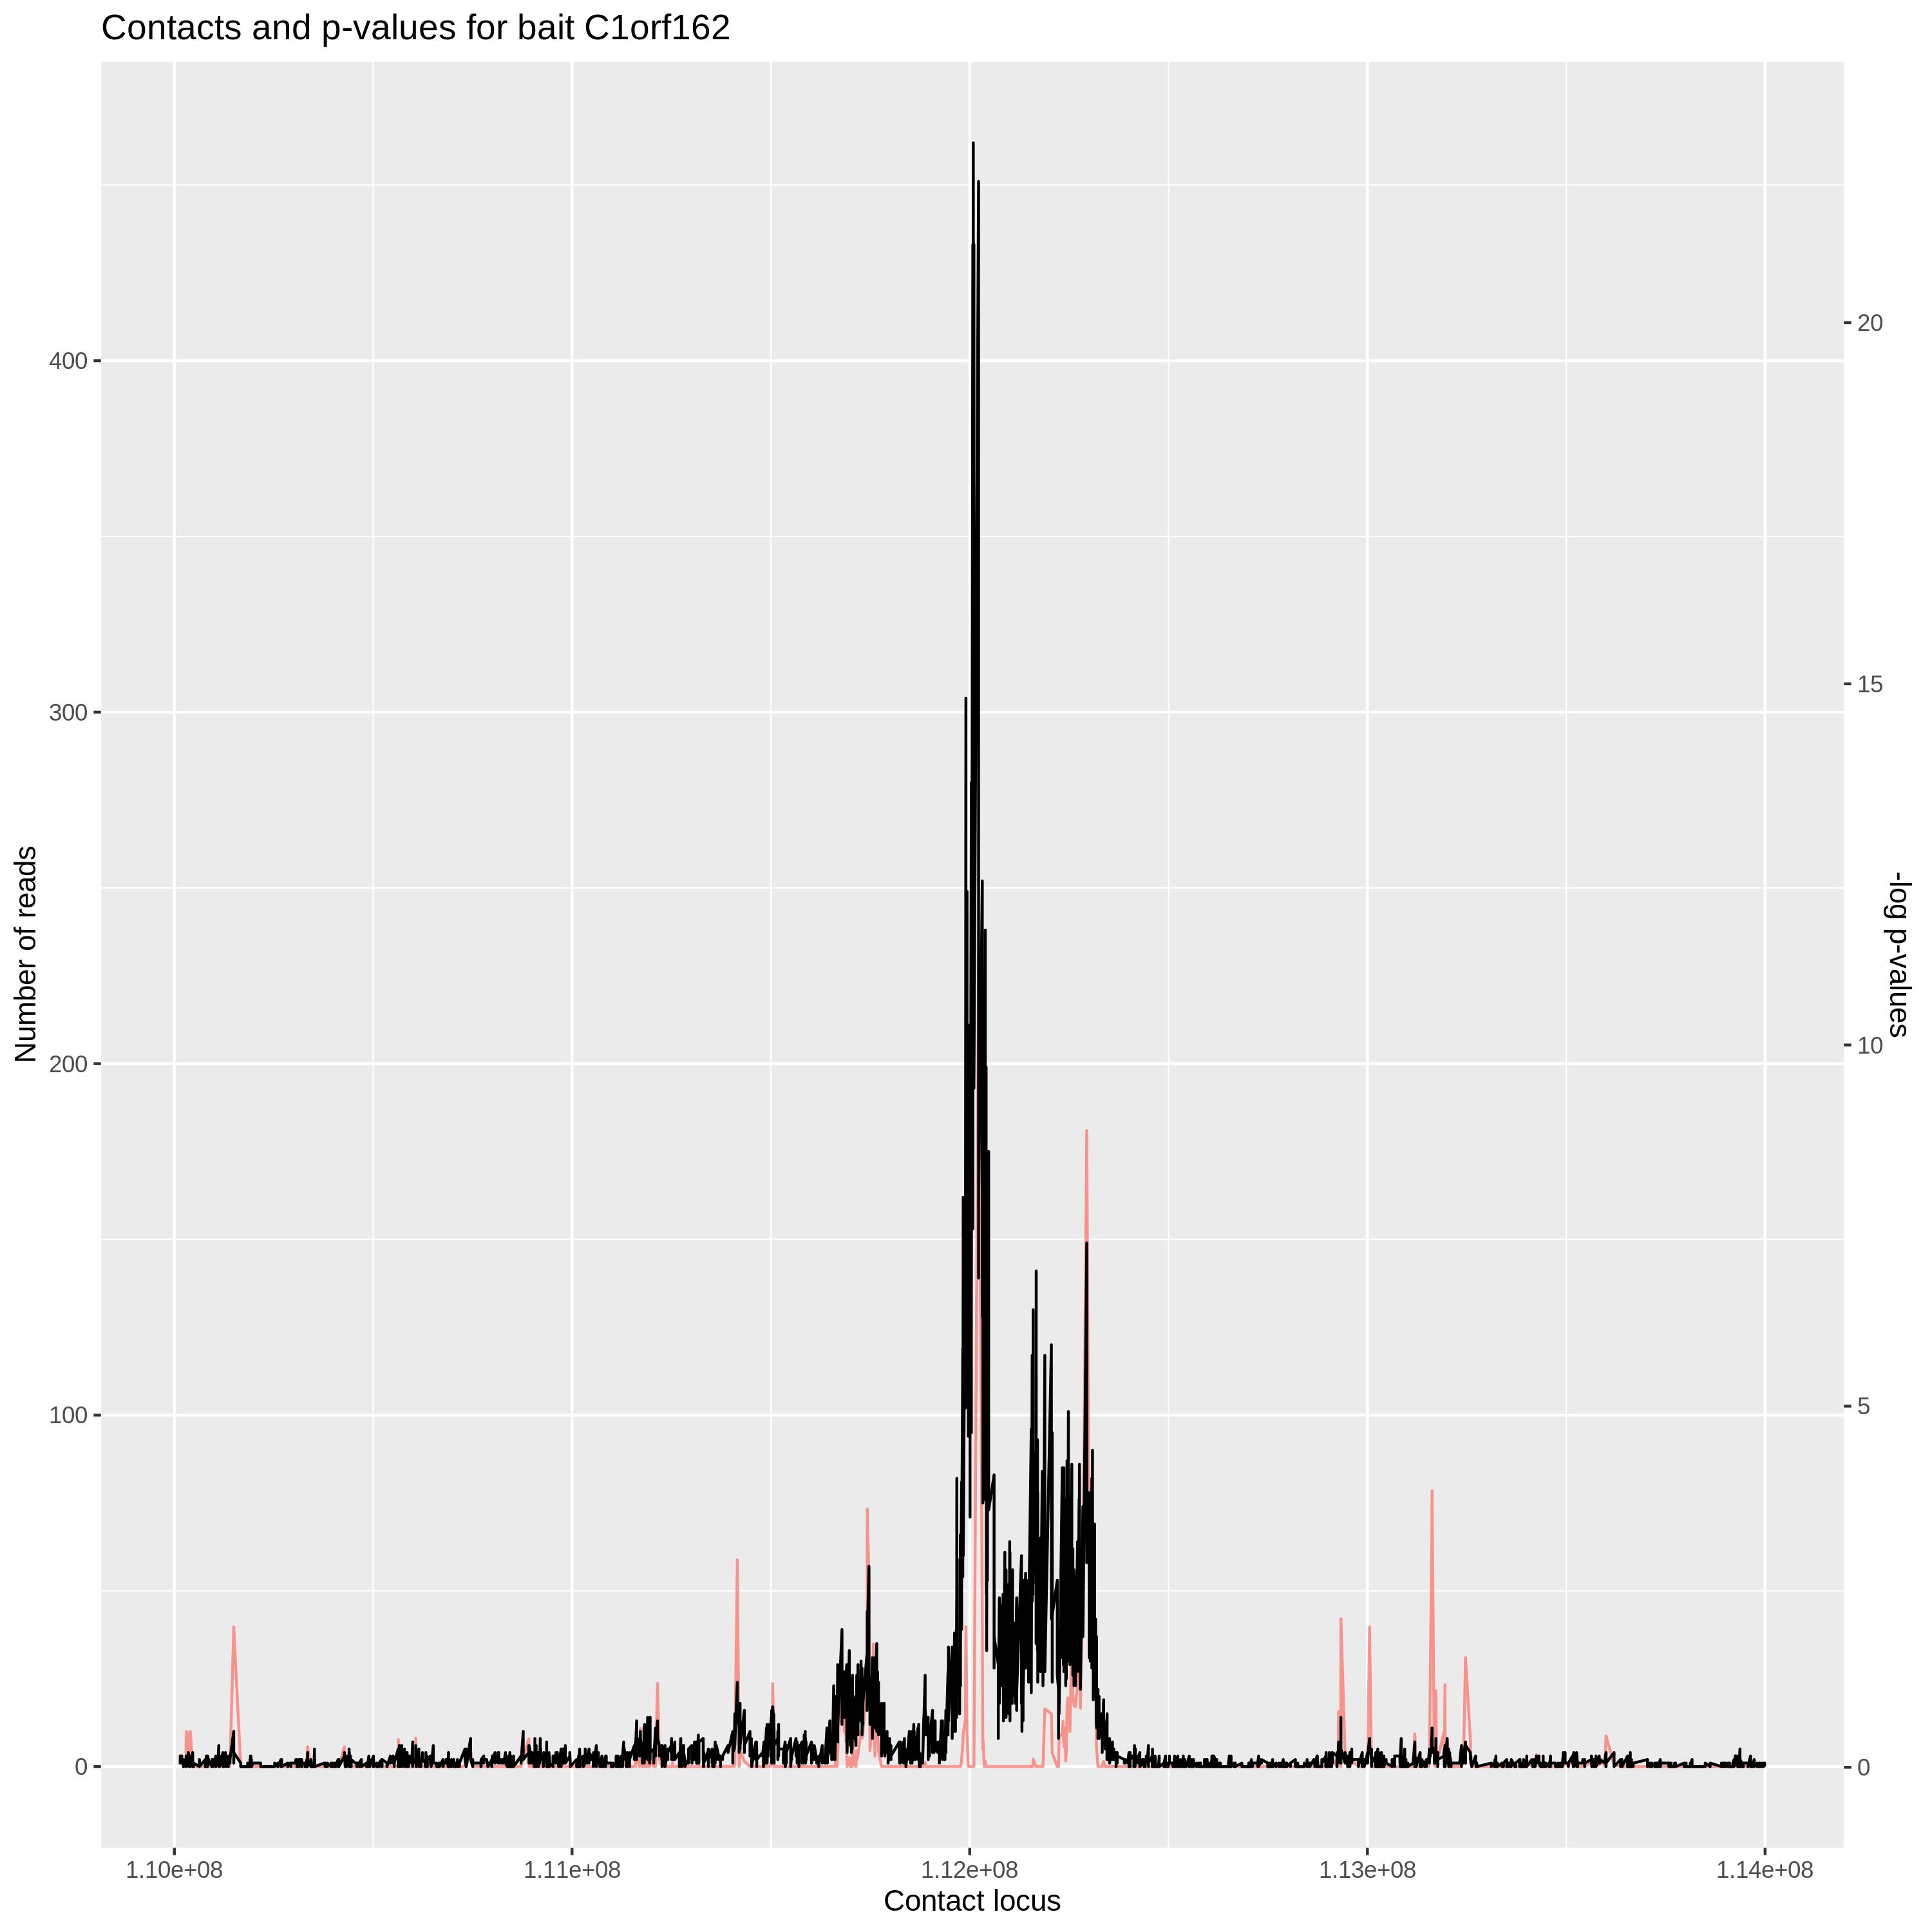 Contacts and p-values for bait C1orf162
400
300
200
100
0
Number of reads
20
15
10
5
0
-log p-values
1.10e+08
1.11e+08
1.12e+08
1.13e+08
1.14e+08
Contact locus